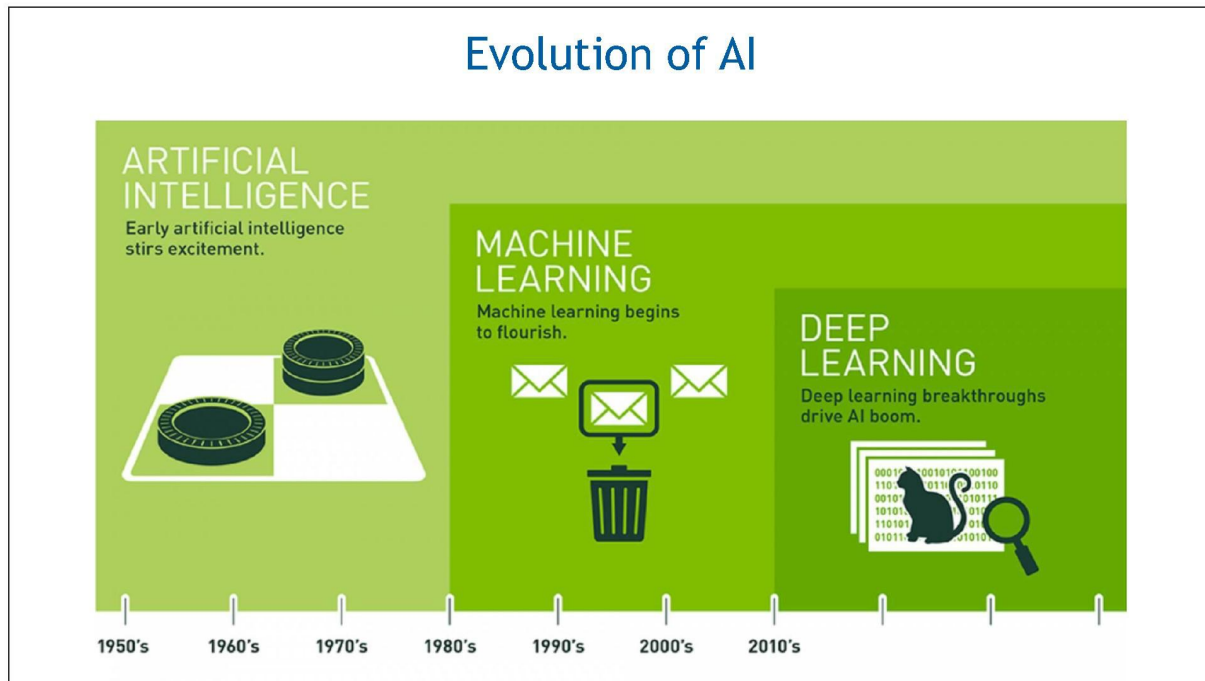 Evolution of AI
ARTIFICIAL
INTELLIGENCE
Early artificial intelligence
stirs excitement.
MACHINE
LEARNING
Machine learning begins
to flourish.
DEEP
LEARNING
Deep learning breakthroughs
drive AI boom.
1950's 1960's 1970's 1980's 1990's 2000's 2010's